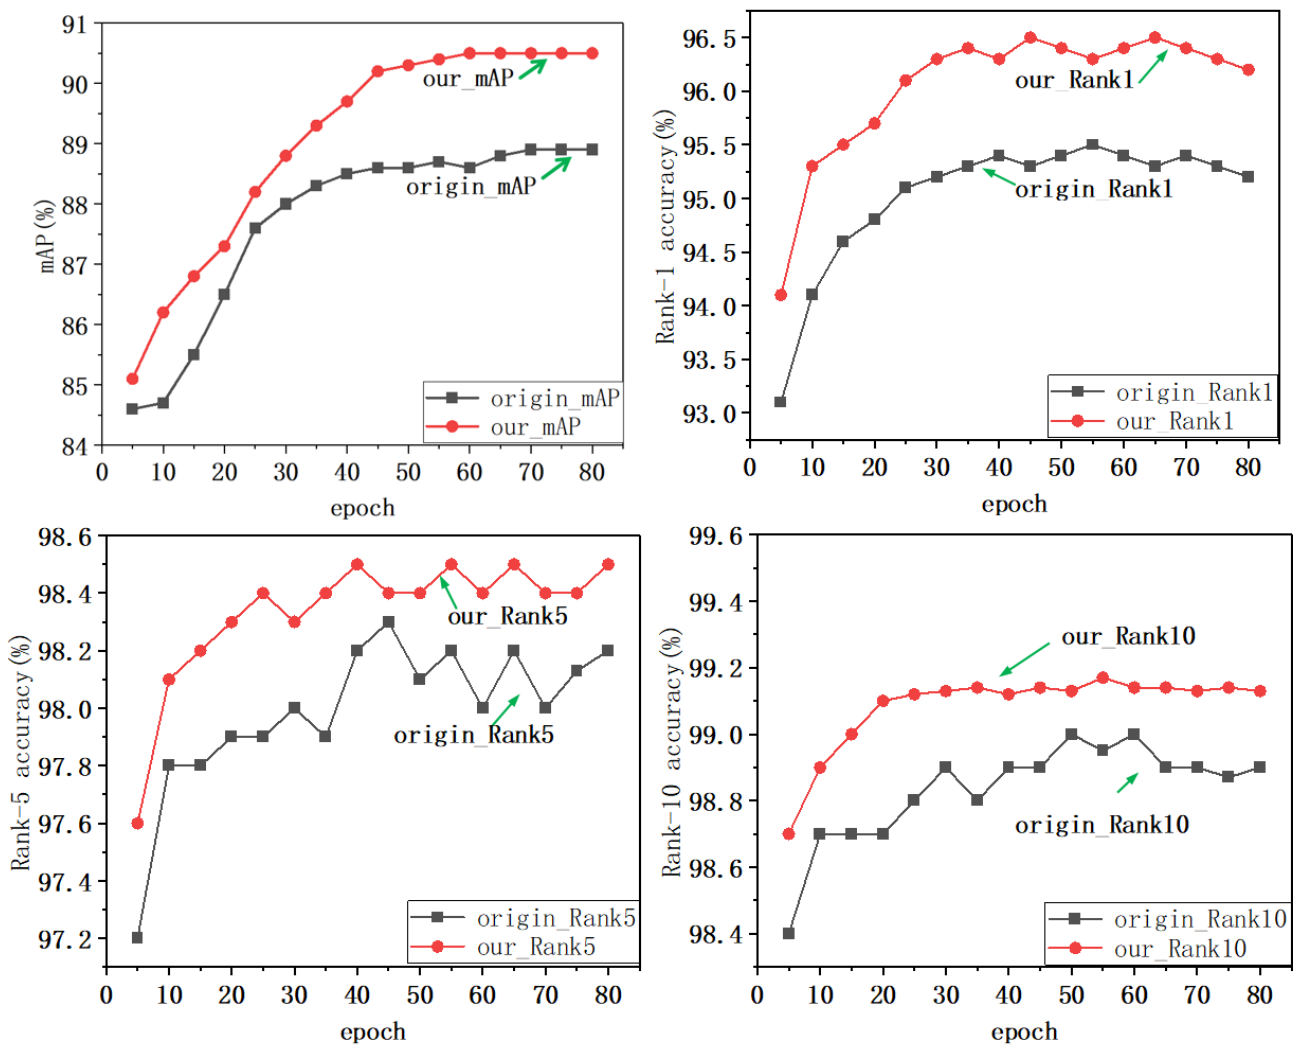 91
90
89
88
87
86
85
84
mAP(%)
our_mAP
origin_mAP
origin_mAP
our_mAP
0 10 20 30 40 50 60 70 80
epoch
96.5
96.0
95.5
95.0
94.5
94.0
93.5
93.0
Rank-1 accuracy(%)
our_Rank1
origin_Rank1
origin_Rank1
our_Rank1
0 10 20 30 40 50 60 70 80
epoch
98.6
98.4
98.2
98.0
97.8
97.6
97.4
97.2
Rank-5 accuracy(%)
our_Rank5
origin_Rank5
origin_Rank5
our_Rank5
0 10 20 30 40 50 60 70 80
epoch
99.6
99.4
99.2
99.0
98.8
98.6
98.4
Rank-10 accuracy(%)
our_Rank10
origin_Rank10
origin_Rank10
our_Rank10
0 10 20 30 40 50 60 70 80
epoch